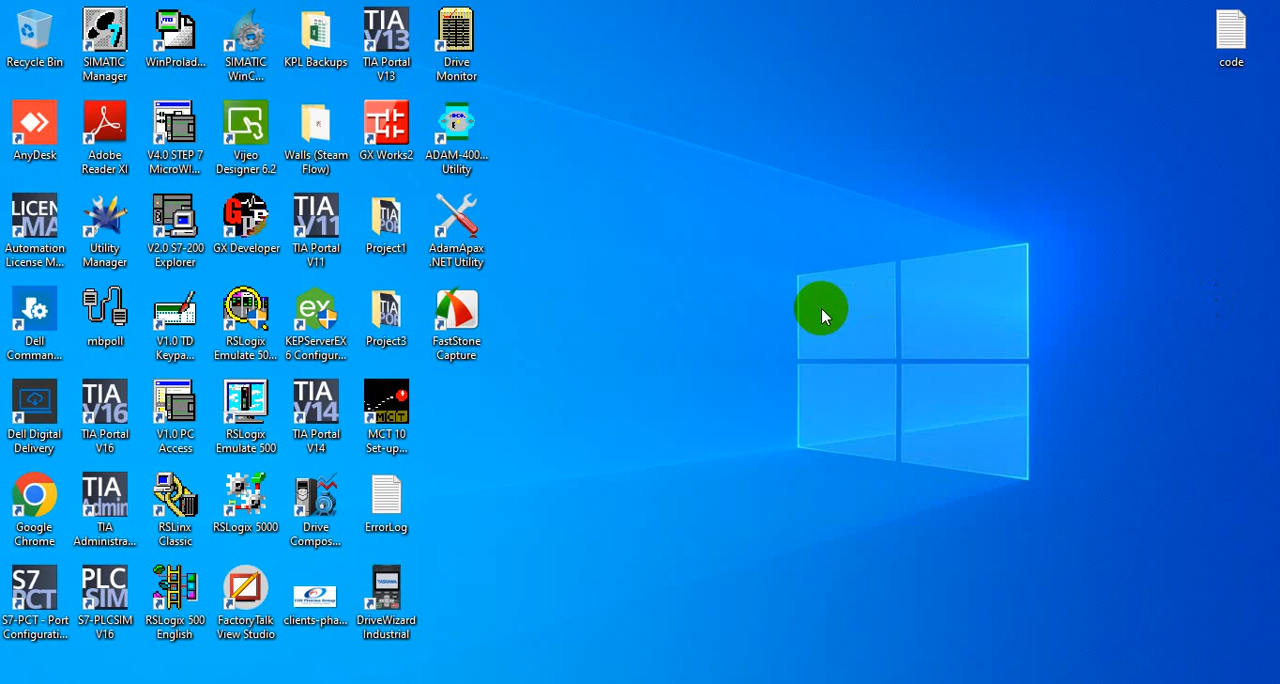 Recycle Bin
SIMATIC
Manager
WinProlad...
SIMATIC
WinC...
KPL Backups
TIA
V13
TIA Portal
V13
Drive
Monitor
code
AnyDesk
Adobe
Reader XI
V4.0 STEP 7
MicroWI...
Vijeo
Designer 6.2
Walls (Steam
Flow)
GX Works2
ADAM-400...
Utility
LICEN
MA
Automation
License M...
Utility
Manager
V2.0 S7-200
Explorer
GX Developer
TIA
V11
TIA Portal
V11
Project1
AdamApax
.NET Utility
Dell
Comman...
mbpoll
V1.0 TD
Keypa...
RSLogix
Emulate 50...
ex
KEPServerEX
6 Configur...
Project3
FastStone
Capture
Dell Digital
Delivery
TIA
V16
TIA Portal
V16
V1.0 PC
Access
RSLogix
Emulate 500
TIA
V14
TIA Portal
V14
MCT
MCT 10
Set-up...
Google
Chrome
TIA
Admin
TIA
Administra...
RSLinx
Classic
RSLogix 5000
Drive
Compos...
ErrorLog
S7
PCT
S7-PCT - Port
Configurati...
PLC
SIM
S7-PLCSIM
V16
RSLogix 500
English
FactoryTalk
View Studio
clients-pha...
DriveWizard
Industrial